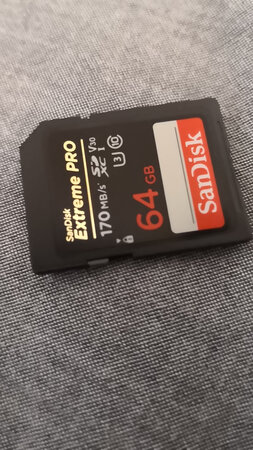 SanDisk
Extreme PRO
170 MB/s SD XC I V30
U3 10
64 GB
SanDisk